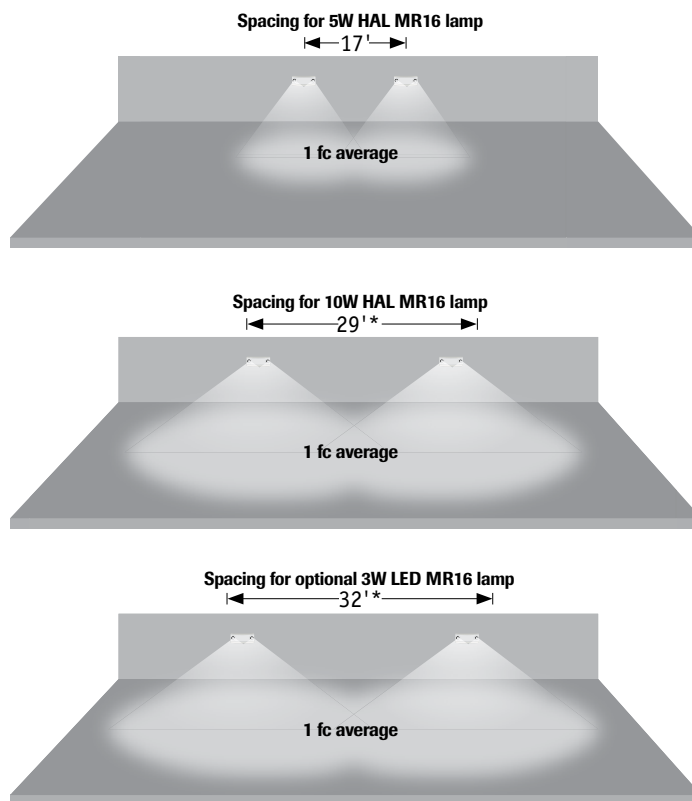 Spacing for 5W HAL MR16 lamp
17'
1 fc average
Spacing for 10W HAL MR16 lamp
29'*
1 fc average
Spacing for optional 3W LED MR16 lamp
32'*
1 fc average